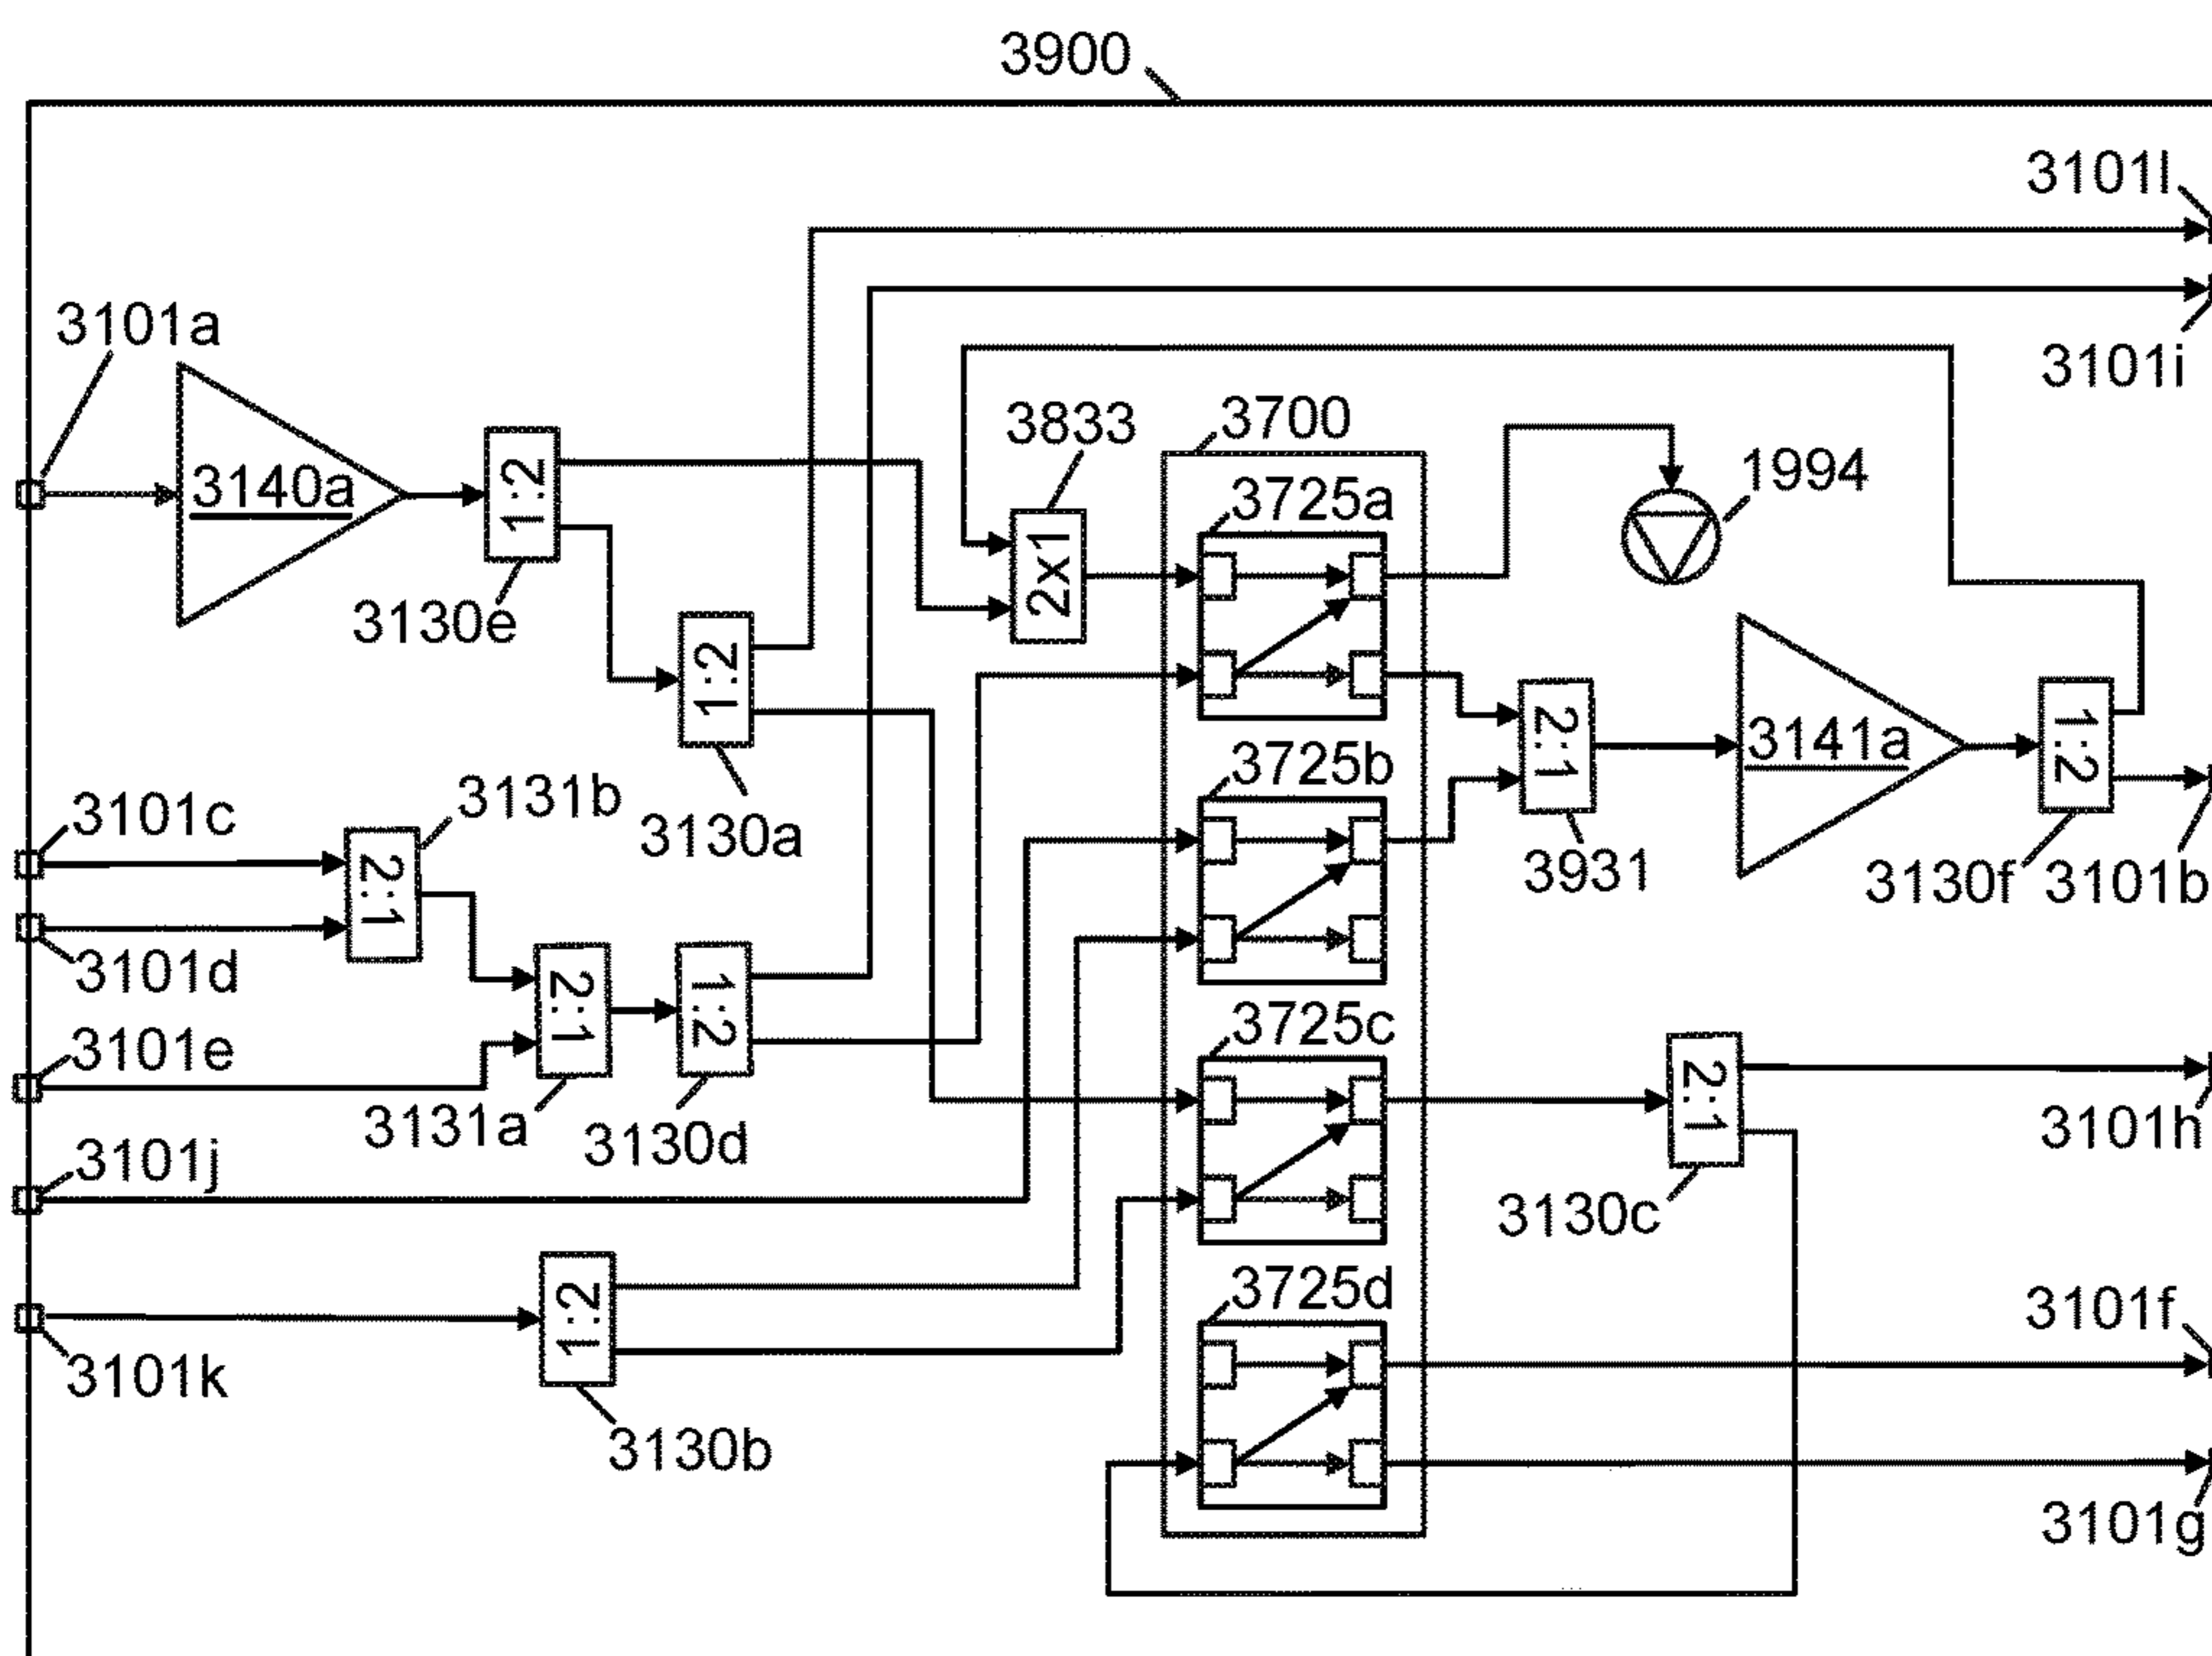 3900
3101l
3101i
3101a
3833
3700
3140a
1:2
3725a
1994
2x1
3130e
1:2
3725b
2:1
3141a
1:2
3101c
3131b
3130a
3931
3130f
3101b
2:1
3101d
2:1
1:2
3725c
3101e
2:1
3131a
3130d
3101h
3101j
3130c
3725d
1:2
3101f
3101k
3130b
3101g